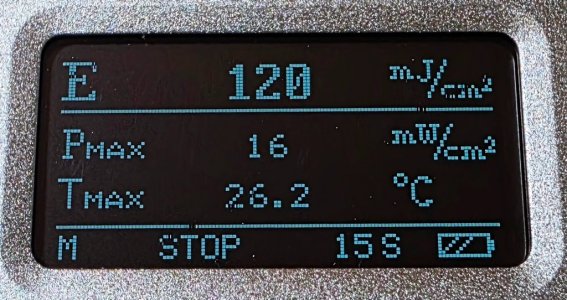 E 120 mJ/cm²
PMAX 16 mW/cm²
TMAX 26.2 °C
M STOP 15S